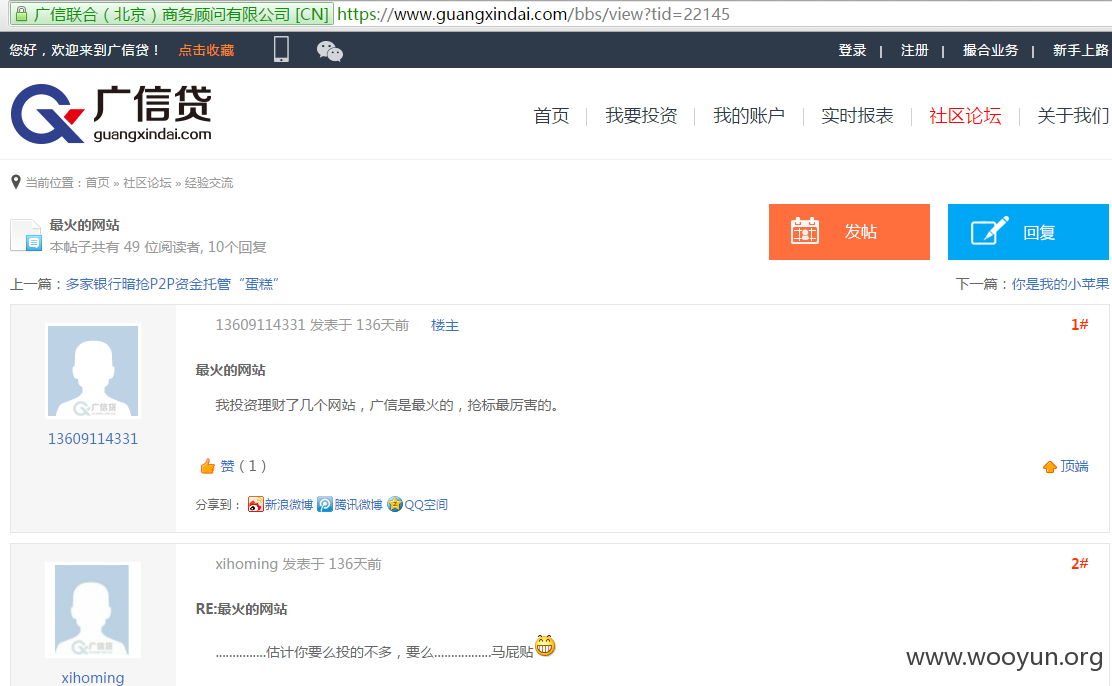 广信联合（北京）商务顾问有限公司 [CN] https://www.guangxindai.com/bbs/view?tid=22145
您好，欢迎来到广信贷！ 点击收藏 登录 | 注册 | 撮合业务 | 新手上路
广信贷
guangxindai.com
首页 我要投资 我的账户 实时报表 社区论坛 关于我们
当前位置：首页 » 社区论坛 » 经验交流
最火的网站
本帖子共有 49 位阅读者, 10个回复
发帖 回复
上一篇：多家银行暗抢P2P资金托管“蛋糕” 下一篇：你是我的小苹果
13609114331 发表于 136天前 楼主 1#
最火的网站
我投资理财了几个网站，广信是最火的，抢标最厉害的。
广信贷
13609114331
赞（1） 顶端
分享到： 新浪微博 腾讯微博 QQ空间
xihoming 发表于 136天前 2#
RE:最火的网站
...............估计你要么投的不多，要么.................马屁贴
广信贷
xihoming
www.wooyun.org